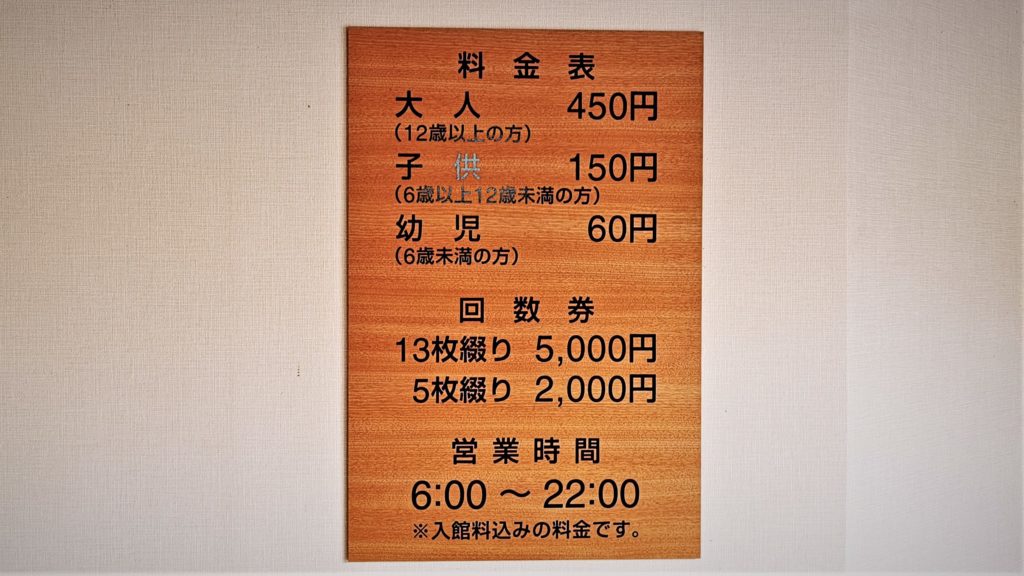 料金表
大人 450円
(12歳以上の方)
子供 150円
(6歳以上12歳未満の方)
幼児 60円
(6歳未満の方)
回数券
13枚綴り 5,000円
5枚綴り 2,000円
営業時間
6:00 ～ 22:00
※入館料込みの料金です。